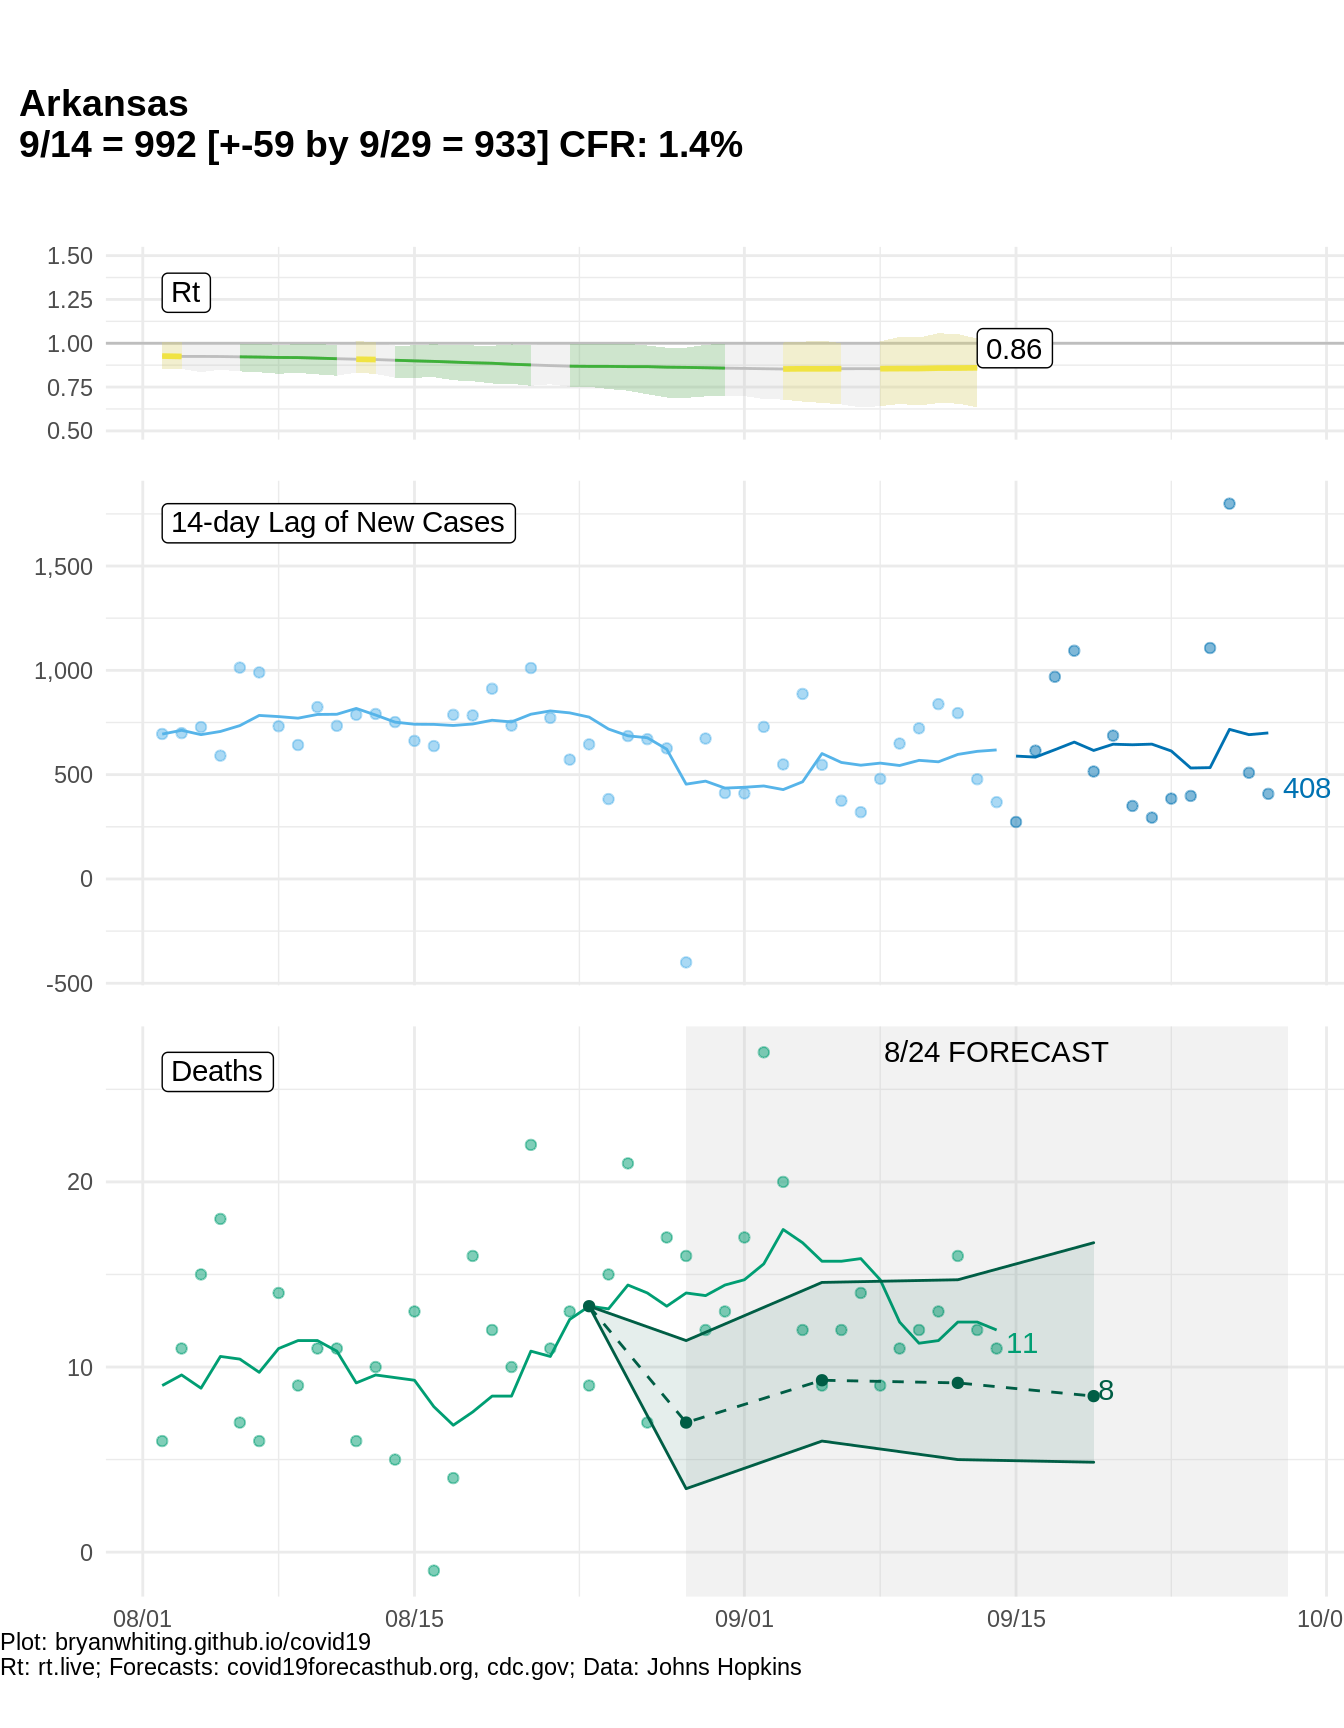 Arkansas
9/14 = 992 [+-59 by 9/29 = 933] CFR: 1.4%
1.50
Rt
1.25
1.00
0.86
0.75
0.50
14-day Lag of New Cases
1,500
1,000
500
408
0
-500
8/24 FORECAST
Deaths
20
11
10
8
0
08/01 08/15 09/01 09/15 10/0
Plot: bryanwhiting.github.io/covid19
Rt: rt.live; Forecasts: covid19forecasthub.org, cdc.gov; Data: Johns Hopkins